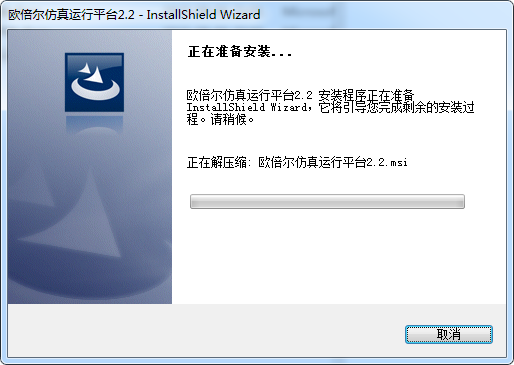 欧倍尔仿真运行平台2.2 - InstallShield Wizard
正在准备安装...
欧倍尔仿真运行平台2.2 安装程序正在准备
InstallShield Wizard，它将引导您完成剩余的安装过
程。请稍候。
正在解压缩: 欧倍尔仿真运行平台2.2.msi
取消